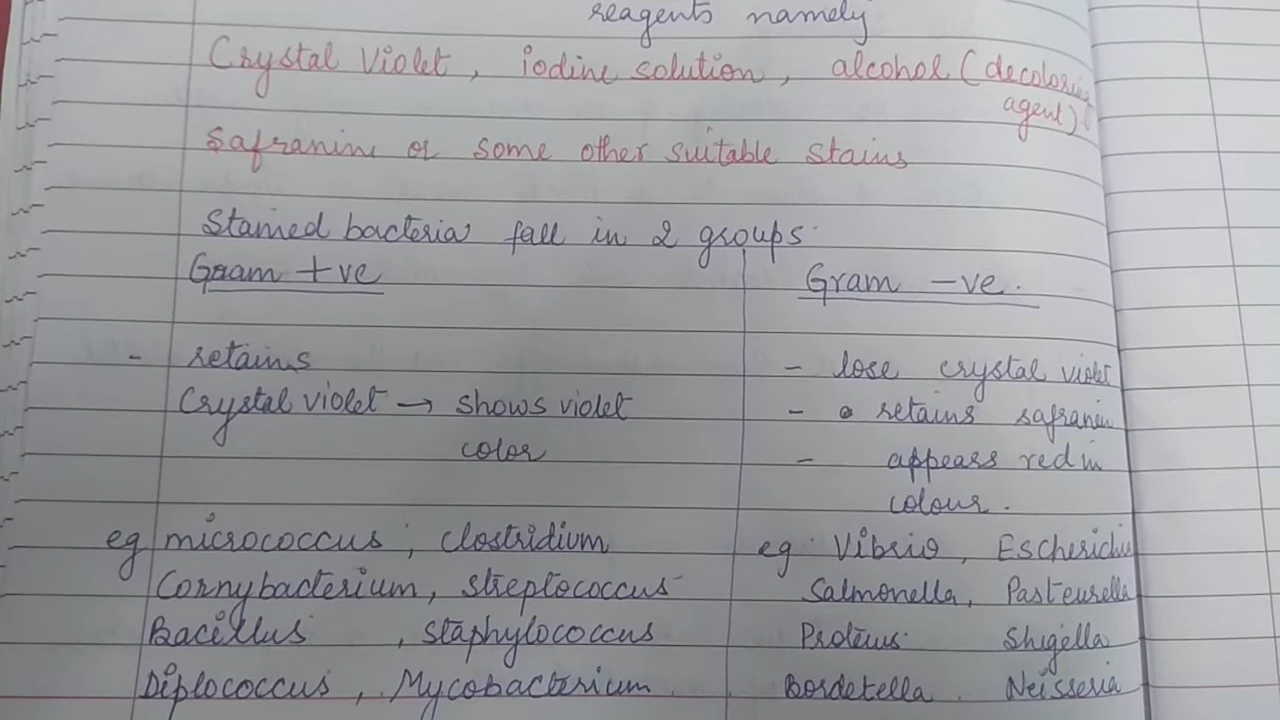 reagents namely
Crystal Violet, iodine solution, alcohol (decoloring
agent)
Safranin or some other suitable stains
Stained bacteria fall in 2 groups.
Gram +ve
Gram -ve.
- retains
Crystal violet → shows violet
color
- lose crystal violet
- retains safranin
- appears red in
colour.
eg micrococcus, Clostridium
Cornybacterium, streptococcus
Bacillus, staphylococcus
Diplococcus, Mycobacterium.
eg Vibrio, Escherichia
Salmonella, Pasteurella
Proteus Shigella
Bordetella. Neisseria